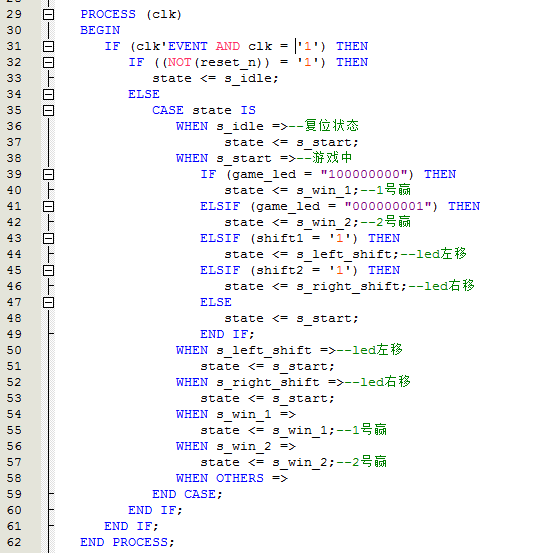 29 PROCESS (clk)
30 BEGIN
31 IF (clk'EVENT AND clk = '1') THEN
32 IF ((NOT(reset_n)) = '1') THEN
33 state <= s_idle;
34 ELSE
35 CASE state IS
36 WHEN s_idle =>--复位状态
37 state <= s_start;
38 WHEN s_start =>--游戏中
39 IF (game_led = "100000000") THEN
40 state <= s_win_1;--1号赢
41 ELSIF (game_led = "000000001") THEN
42 state <= s_win_2;--2号赢
43 ELSIF (shift1 = '1') THEN
44 state <= s_left_shift;--led左移
45 ELSIF (shift2 = '1') THEN
46 state <= s_right_shift;--led右移
47 ELSE
48 state <= s_start;
49 END IF;
50 WHEN s_left_shift =>--led左移
51 state <= s_start;
52 WHEN s_right_shift =>--led右移
53 state <= s_start;
54 WHEN s_win_1 =>
55 state <= s_win_1;--1号赢
56 WHEN s_win_2 =>
57 state <= s_win_2;--2号赢
58 WHEN OTHERS =>
59 END CASE;
60 END IF;
61 END IF;
62 END PROCESS;